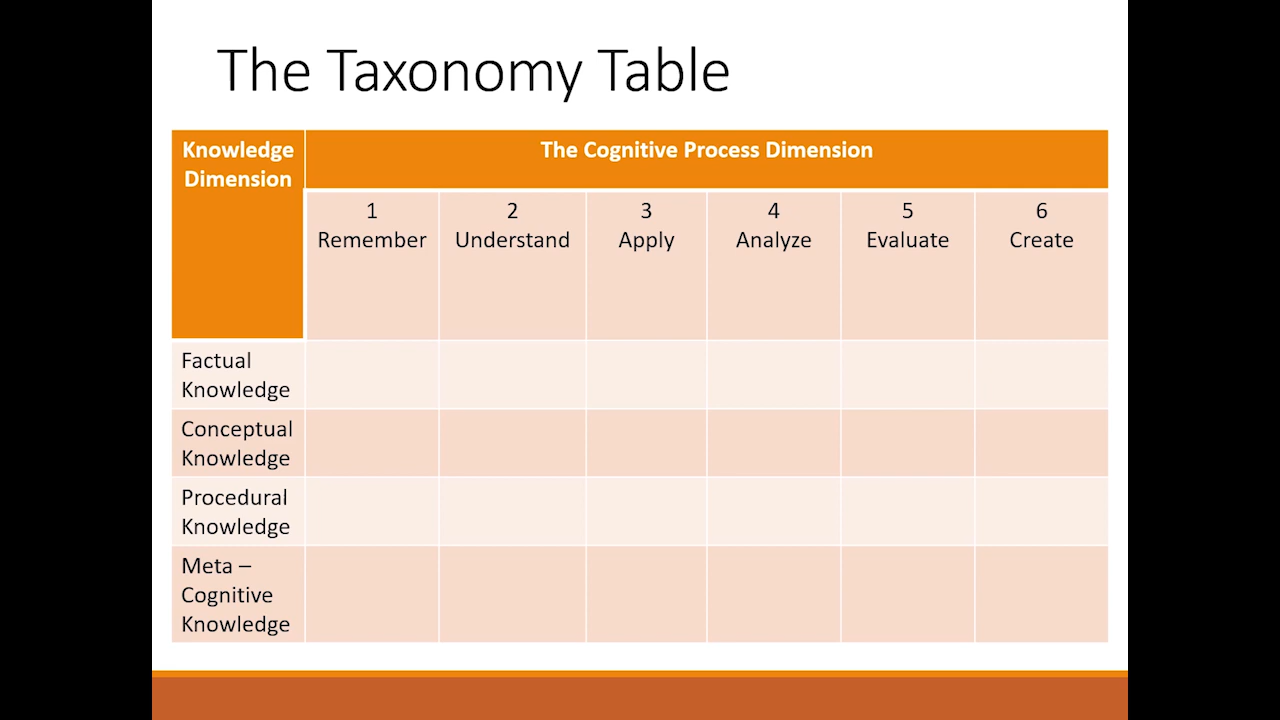 The Taxonomy Table
Knowledge
Dimension
The Cognitive Process Dimension
1
Remember
2
Understand
3
Apply
4
Analyze
5
Evaluate
6
Create
Factual
Knowledge
Conceptual
Knowledge
Procedural
Knowledge
Meta –
Cognitive
Knowledge